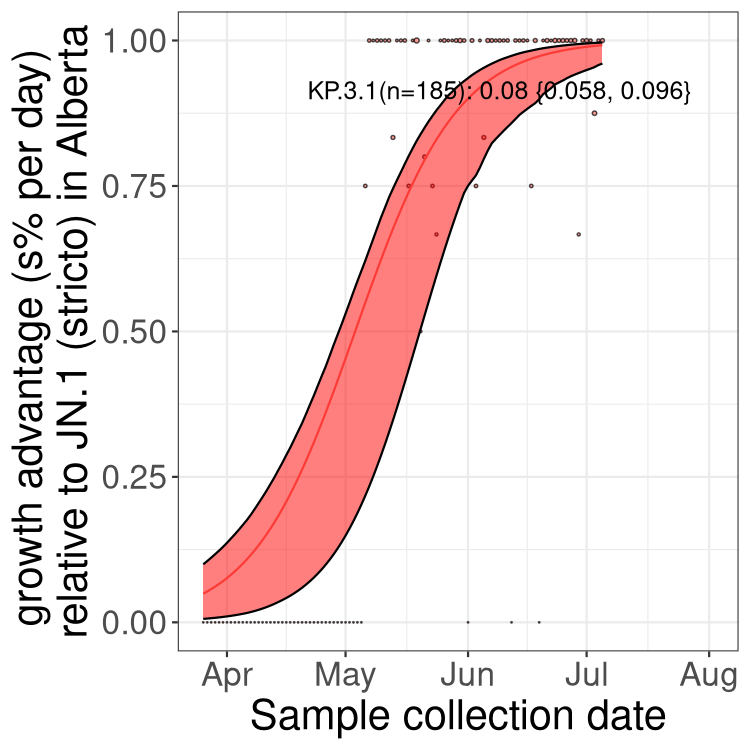 growth advantage (s% per day)
relative to JN.1 (stricto) in Alberta
1.00
0.75
0.50
0.25
0.00
KP.3.1(n=185): 0.08 {0.058, 0.096}
Apr May Jun Jul Aug
Sample collection date